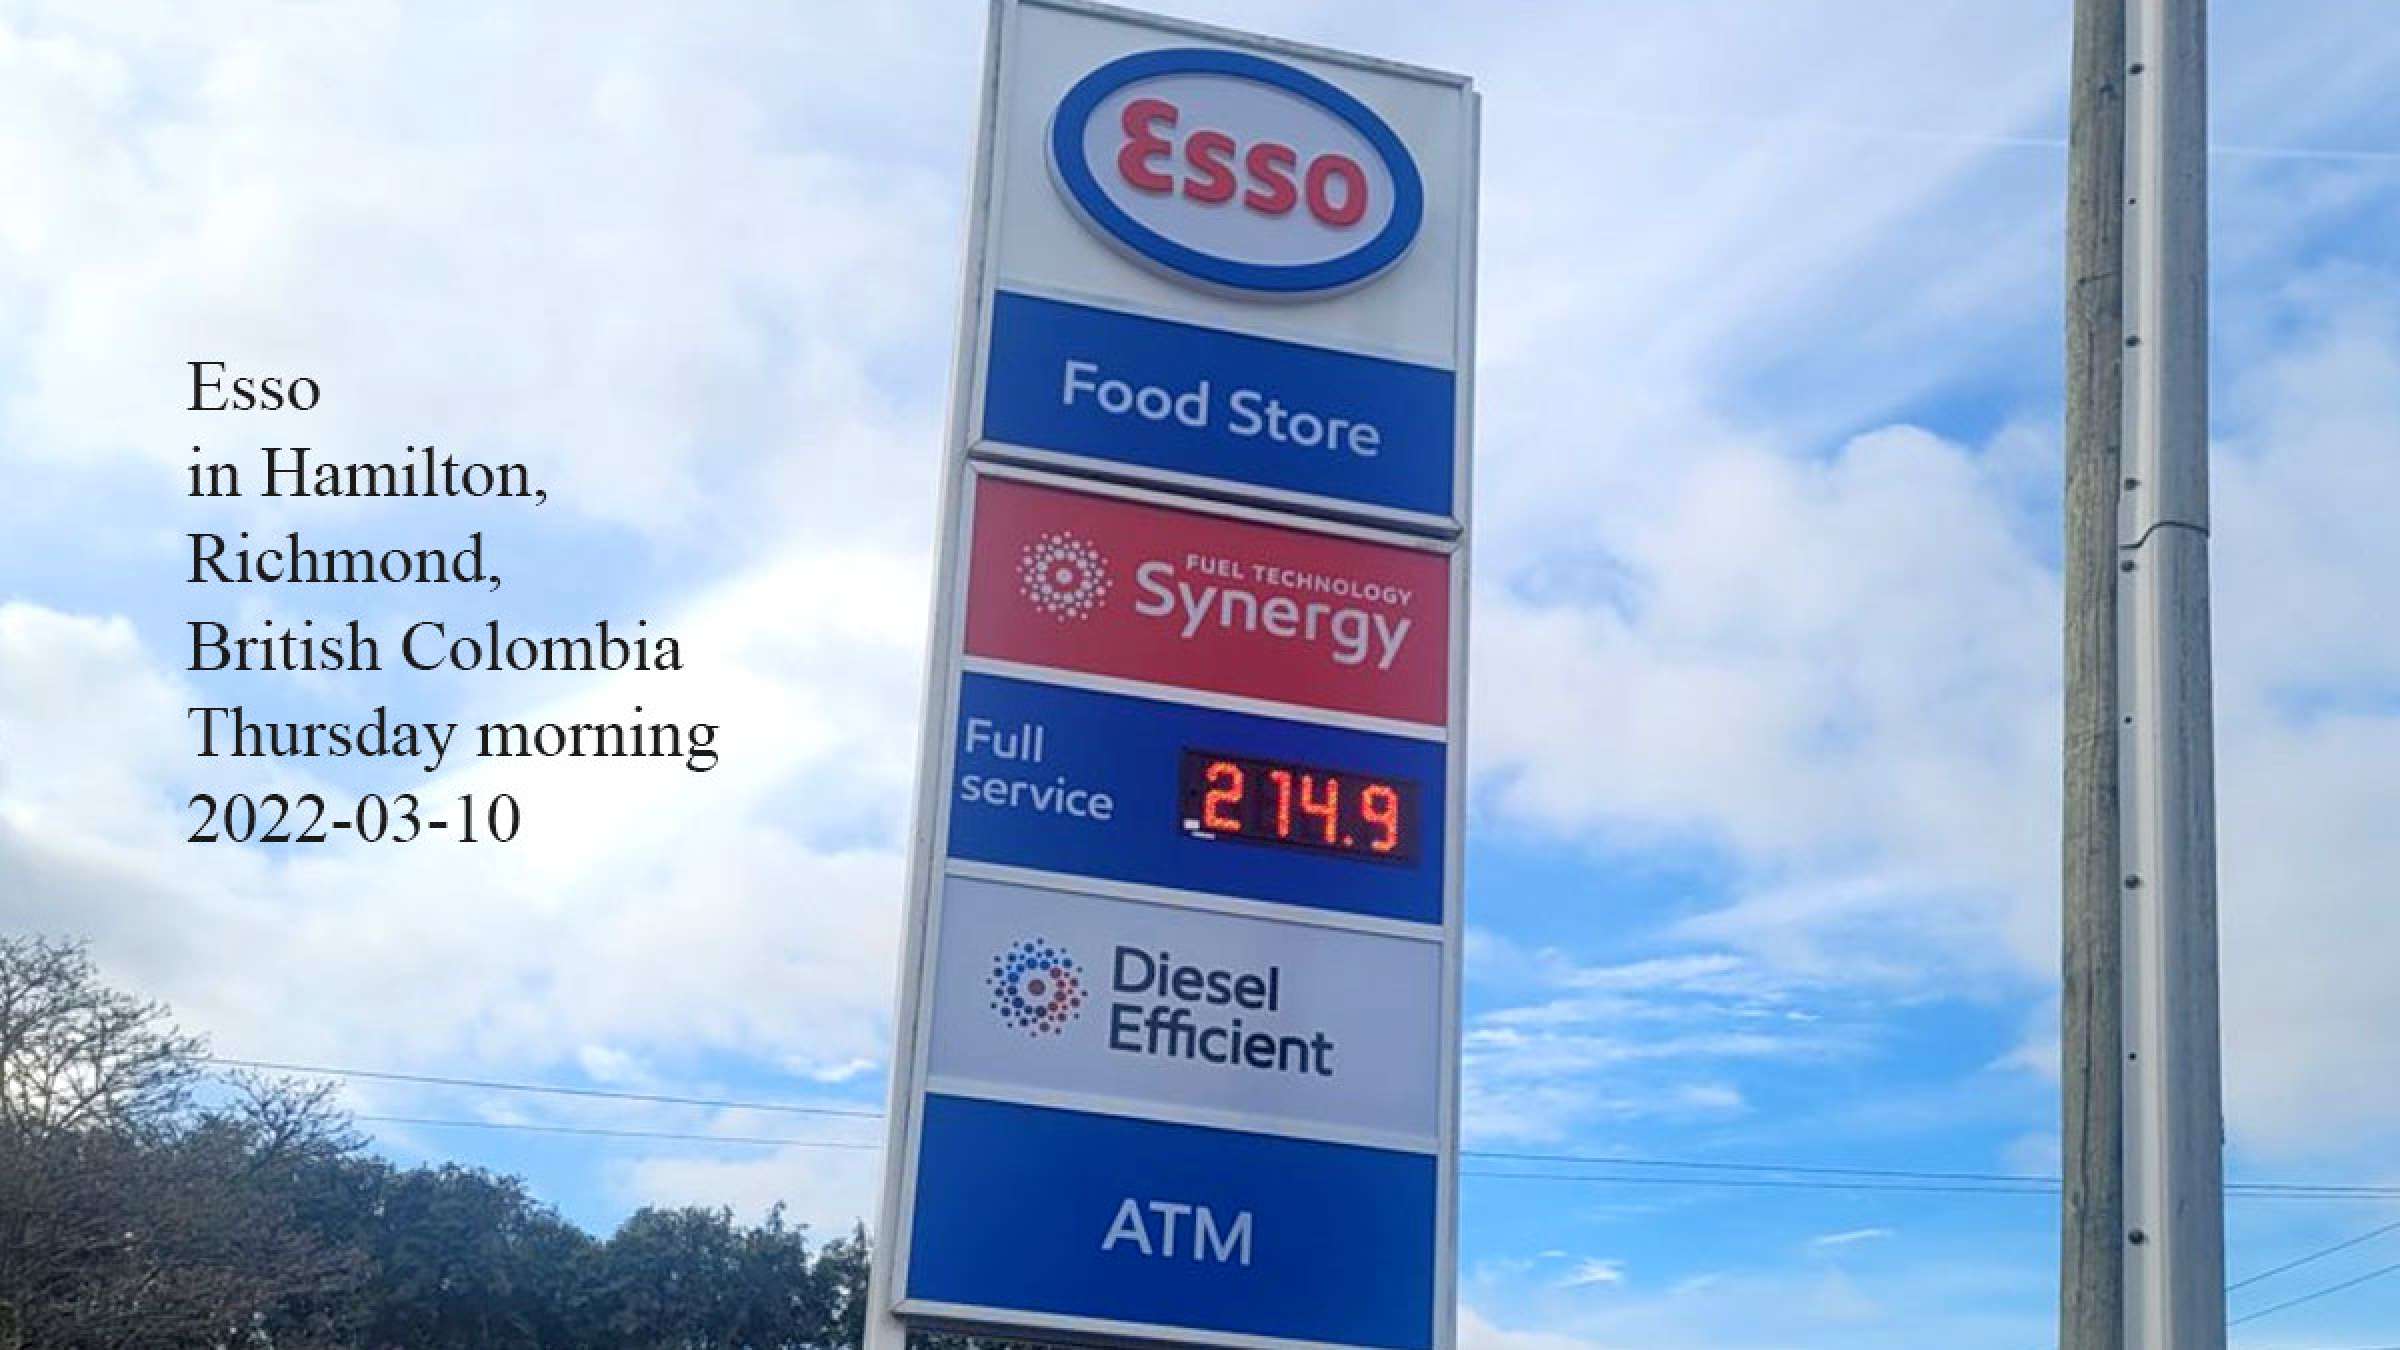 Esso
in Hamilton,
Richmond,
British Colombia
Thursday morning
2022-03-10
Esso
Food Store
FUEL TECHNOLOGY
Synergy
Full
service
214.9
Diesel
Efficient
ATM